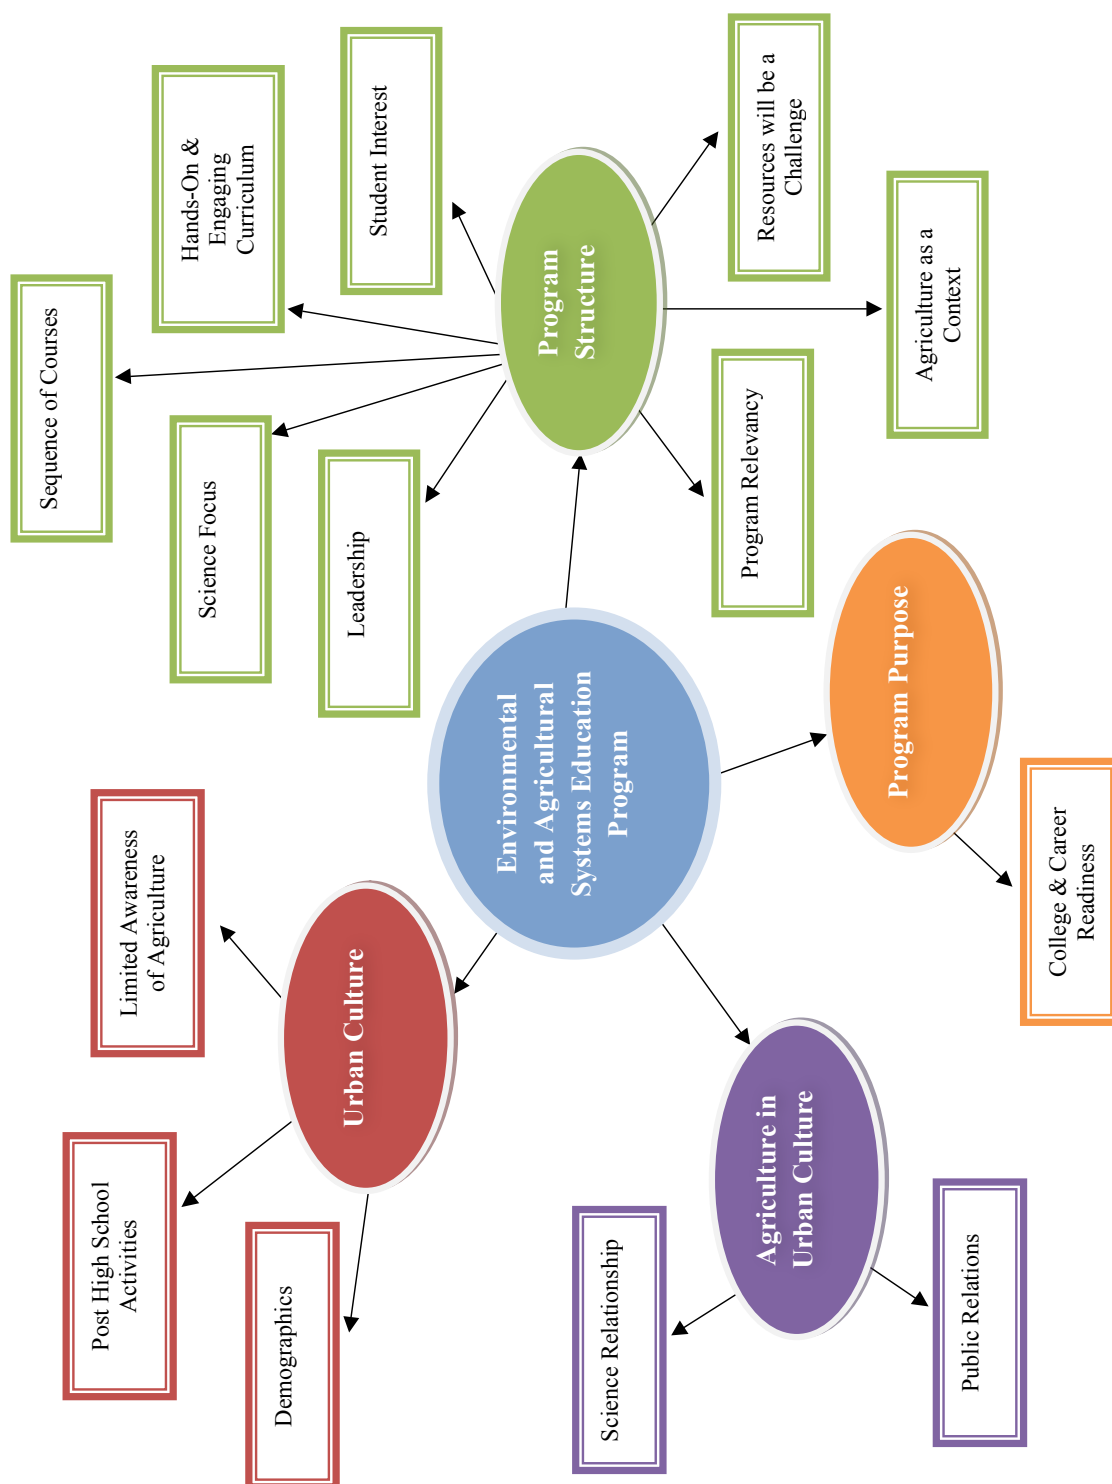 Post High School
Activities
Limited Awareness
of Agriculture
Demographics
Urban Culture
Sequence of Courses
Science Focus
Hands-On &
Engaging
Curriculum
Leadership
Student Interest
Environmental
and Agricultural
Systems Education
Program
Program
Structure
Science Relationship
Agriculture in
Urban Culture
Public Relations
Program Purpose
College & Career
Readiness
Program Relevancy
Resources will be a
Challenge
Agriculture as a
Context